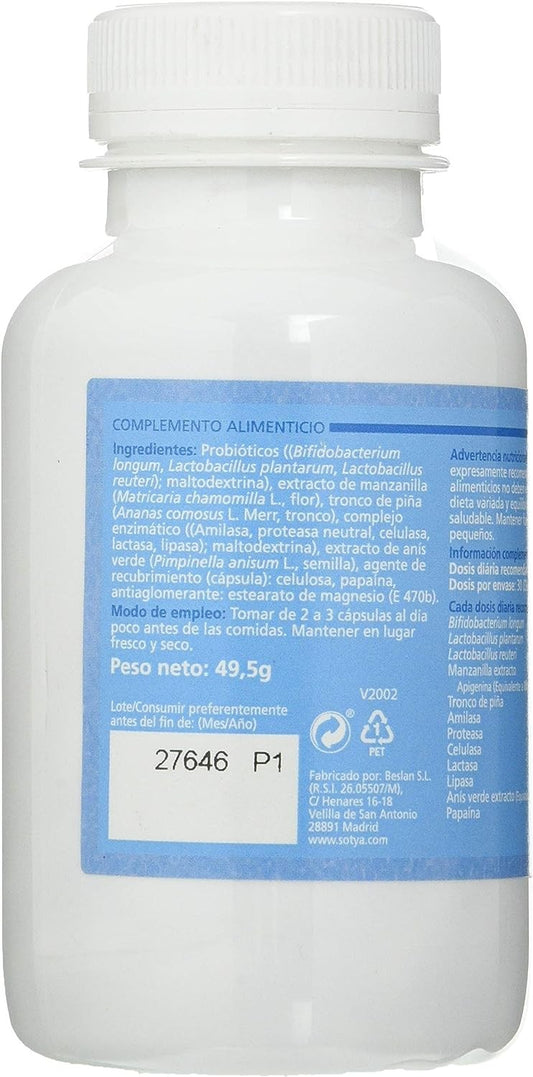 COMPLEMENTO ALIMENTICIO
Ingredientes: Probióticos ((Bifidobacterium
longum, Lactobacillus plantarum, Lactobacillus
reuteri); maltodextrina), extracto de manzanilla
(Matricaria chamomilla L., flor), tronco de piña
(Ananas comosus L. Merr, tronco), complejo
enzimático ((Amilasa, proteasa neutral, celulasa,
lactasa, lipasa); maltodextrina), extracto de anís
verde (Pimpinella anisum L., semilla), agente de
recubrimiento (cápsula): celulosa, papaína,
antiaglomerante: estearato de magnesio (E 470b).
Modo de empleo: Tomar de 2 a 3 cápsulas al día
poco antes de las comidas. Mantener en lugar
fresco y seco.
Peso neto: 49,5g
Lote/Consumir preferentemente
antes del fin de: (Mes/Año)
27646 P1
V2002
1
PET
Fabricado por: Beslan S.L.
(R.S.I. 26.05507/M),
C/ Henares 16-18
Velilla de San Antonio
28891 Madrid
www.sotya.com
Advertencia
expresamente
alimenticios no
dieta variada y
saludable. Mantener
pequeños.
Información
Dosis diária
Dosis por envase:
Cada dosis diaria
Bifidobacterium longum
Lactobacillus plantarum
Lactobacillus reuteri
Manzanilla extracto
Apigenina (Equivalente
Tronco de piña
Amilasa
Proteasa
Celulasa
Lactasa
Lipasa
Anís verde extracto
Papaína